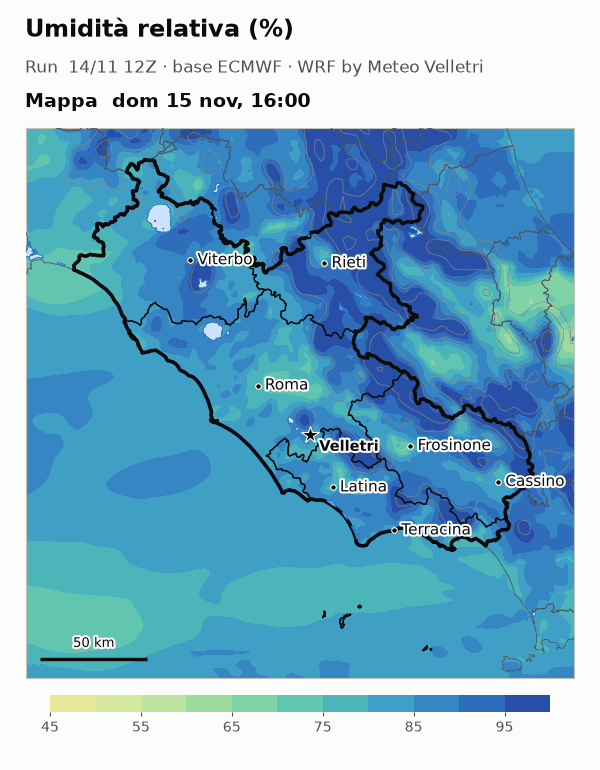 Umidità relativa (%)
Run  14/11 12Z · base ECMWF · WRF by Meteo Velletri
Mappa  dom 15 nov, 16:00
Viterbo
Rieti
Roma
Velletri
Frosinone
Cassino
Latina
Terracina
50 km
45 55 65 75 85 95